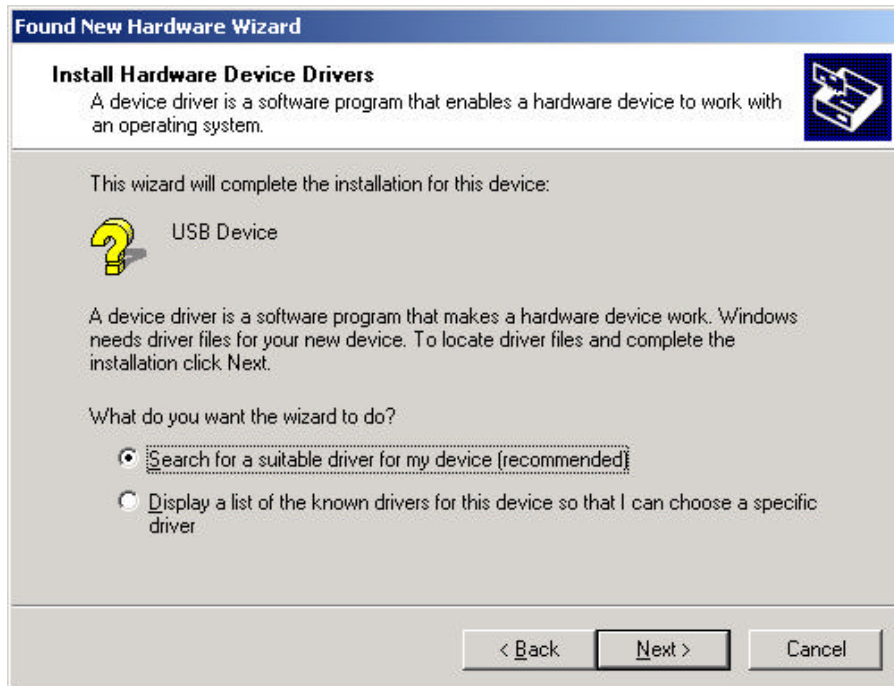 Found New Hardware Wizard
Install Hardware Device Drivers
A device driver is a software program that enables a hardware device to work with
an operating system.
This wizard will complete the installation for this device:
USB Device
A device driver is a software program that makes a hardware device work. Windows
needs driver files for your new device. To locate driver files and complete the
installation click Next.
What do you want the wizard to do?
Search for a suitable driver for my device (recommended)
Display a list of the known drivers for this device so that I can choose a specific
driver
< Back Next > Cancel